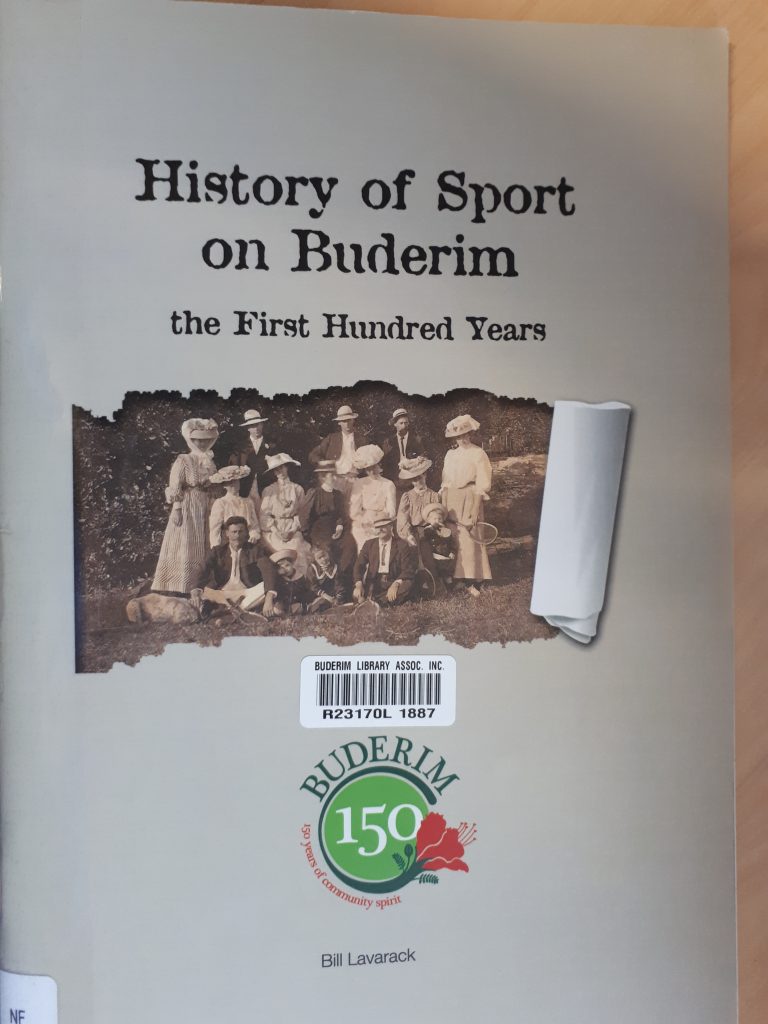 History of Sport
on Buderim
the First Hundred Years
BUDERIM LIBRARY ASSOC. INC.
R23170L 1887
BUDERIM
150
150 years of community spirit
Bill Lavarack
NF